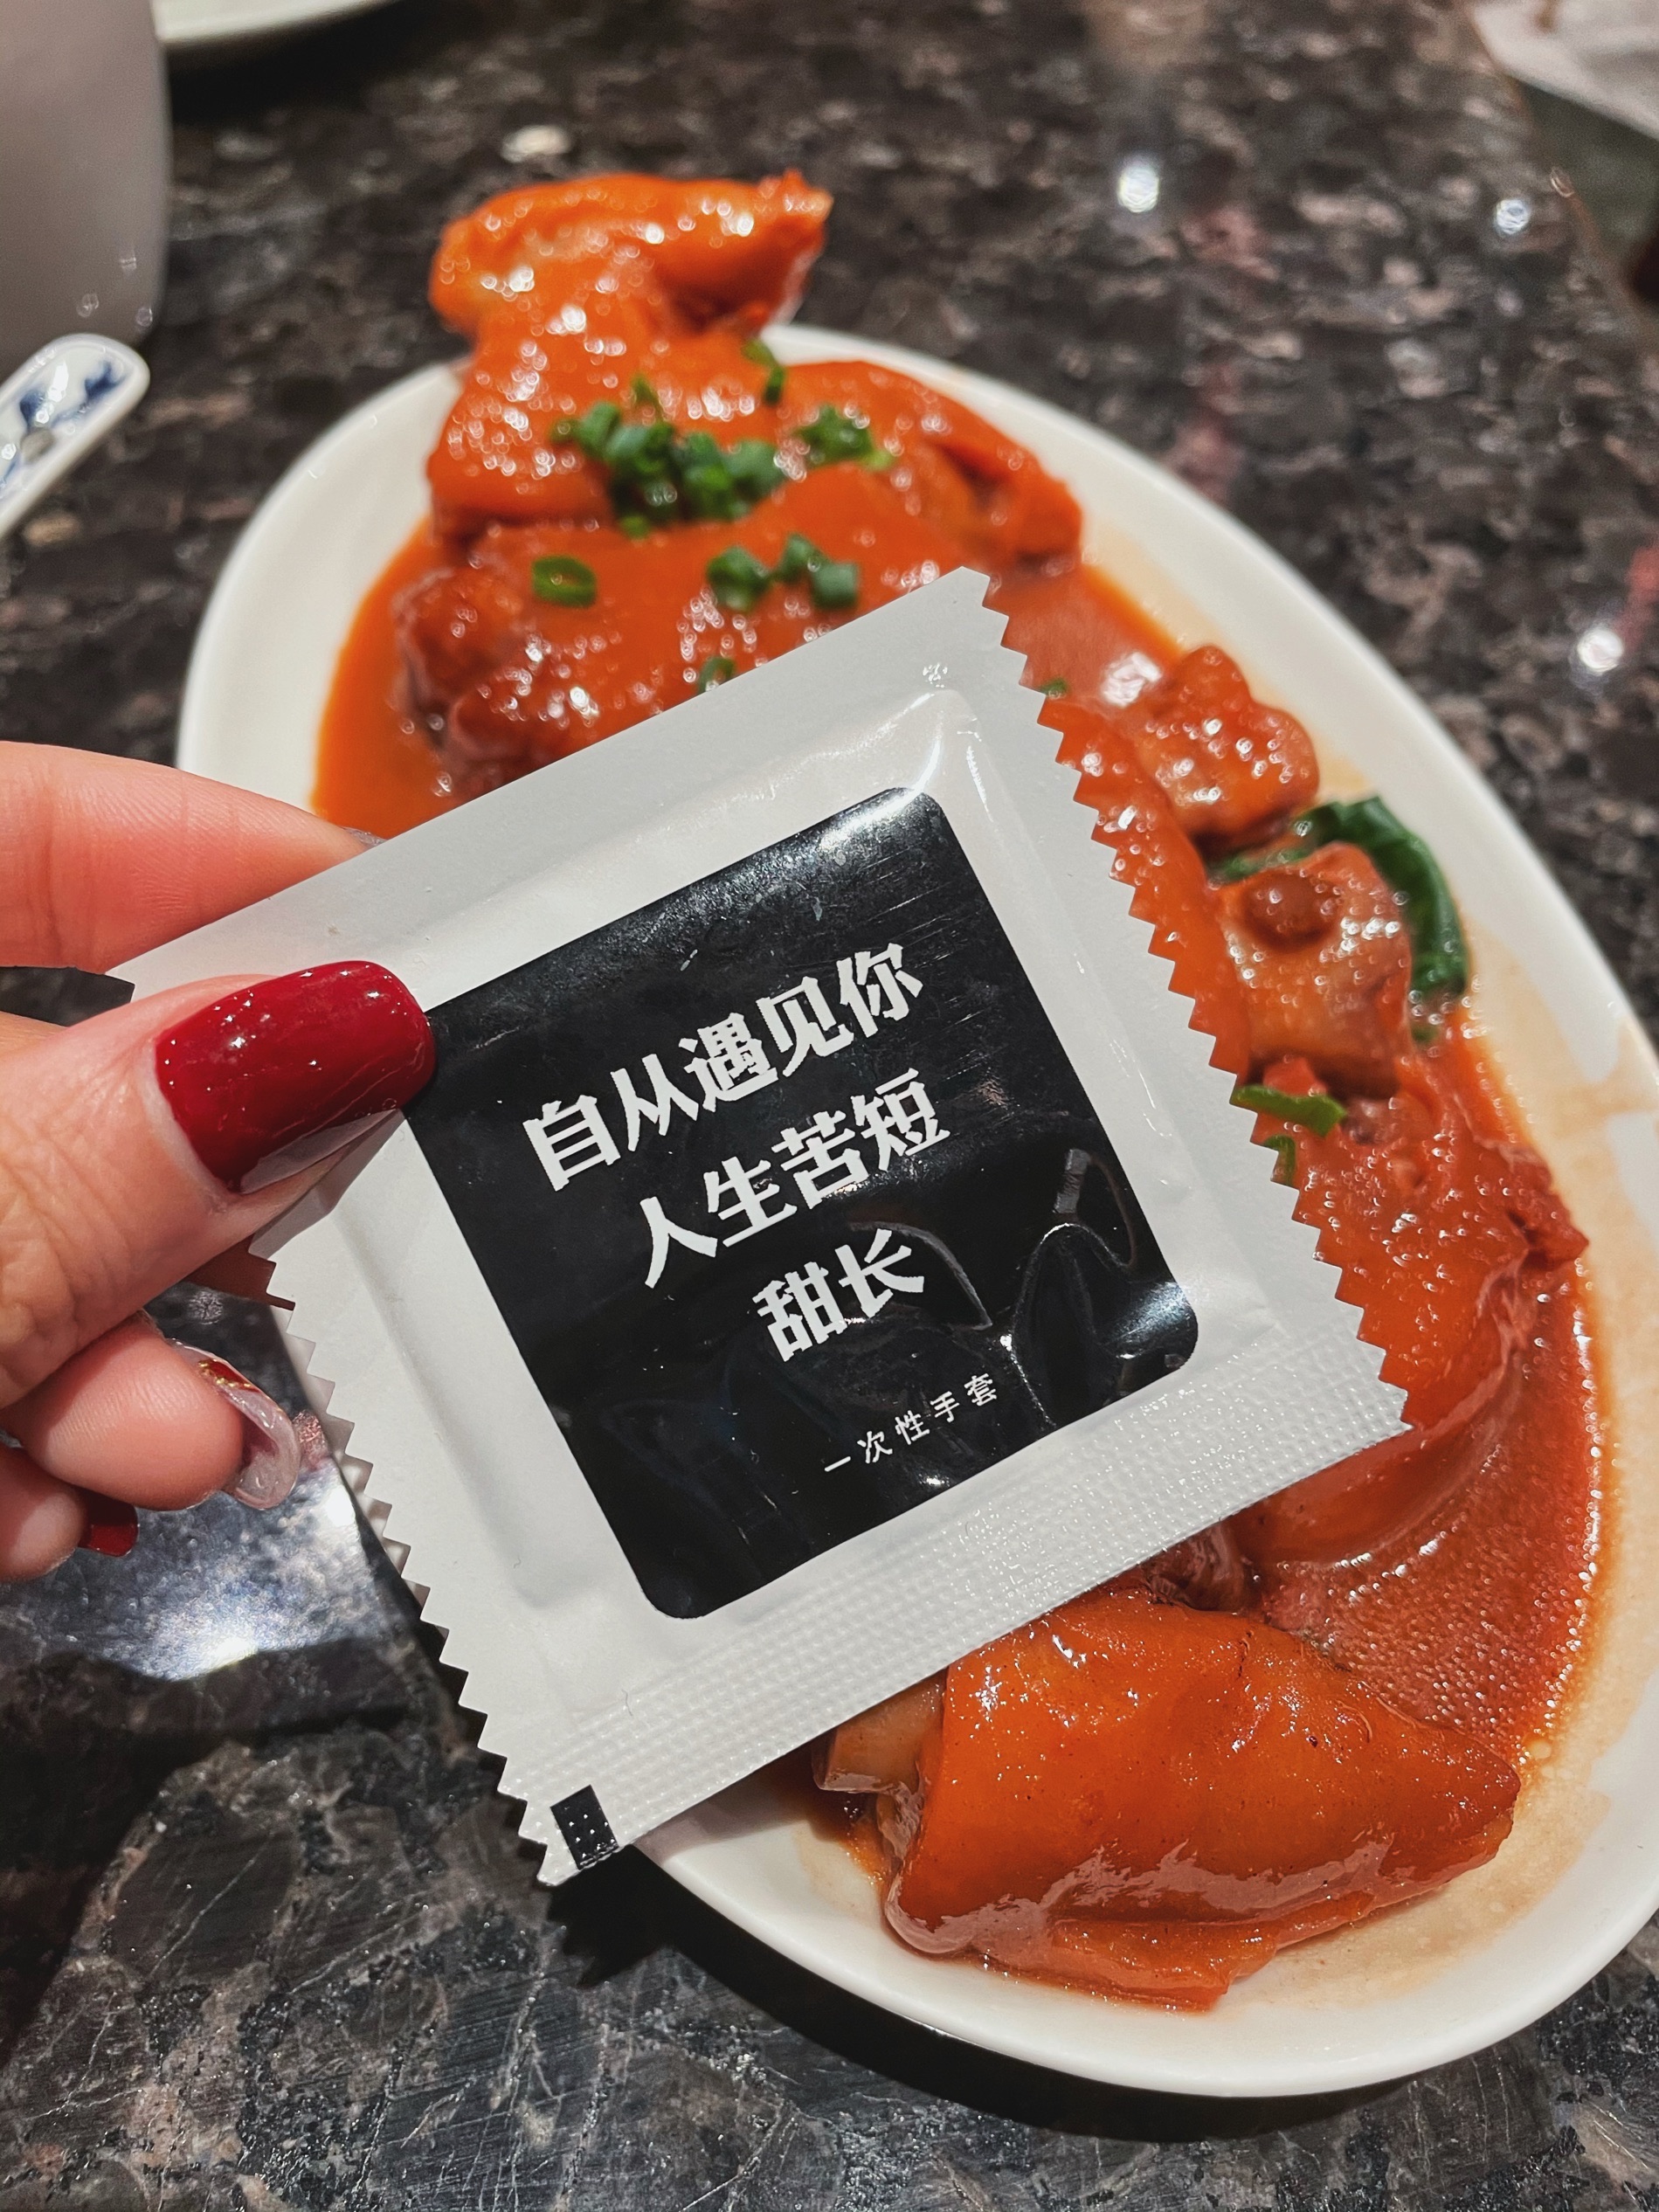 自从遇见你
人生苦短
甜长
一次性手套